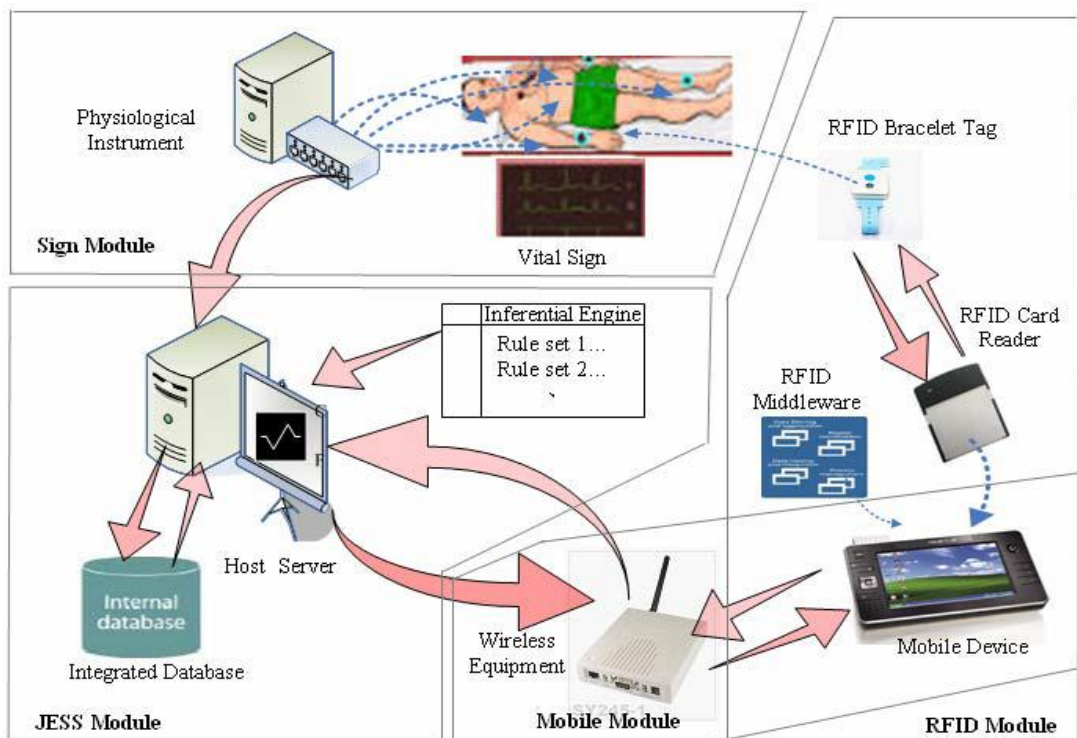 Physiological
Instrument
Sign Module
Vital Sign
RFID Bracelet Tag
RFID Card
Reader
RFID
Middleware
Inferential Engine
Rule set 1…
Rule set 2…
、
F
Host Server
Internal
database
Integrated Database
JESS Module
Wireless
Equipment
SY245-1
Mobile Module
Mobile Device
RFID Module